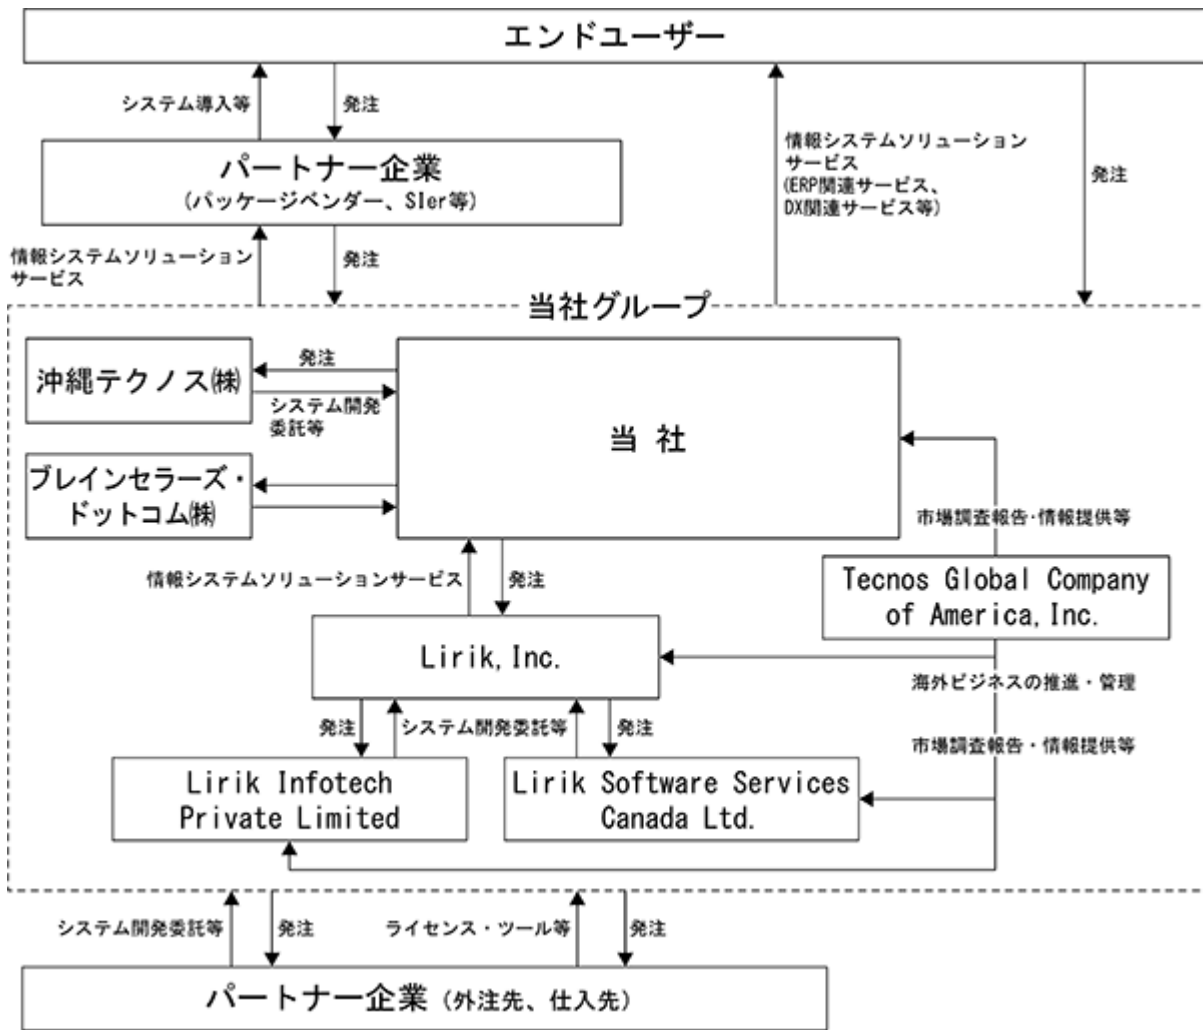 エンドユーザー
システム導入等
発注
パートナー企業
(パッケージベンダー、SIer等)
情報システムソリューション
サービス
(ERP関連サービス、
DX関連サービス等)
発注
情報システムソリューション
サービス
発注
当社グループ
沖縄テクノス㈱
発注
システム開発
委託等
当 社
ブレインセラーズ・
ドットコム㈱
市場調査報告・情報提供等
情報システムソリューションサービス
発注
Tecnos Global Company
of America, Inc.
Lirik, Inc.
海外ビジネスの推進・管理
発注
システム開発委託等
発注
市場調査報告・情報提供等
Lirik Infotech
Private Limited
Lirik Software Services
Canada Ltd.
システム開発委託等
発注
ライセンス・ツール等
発注
パートナー企業 (外注先、仕入先)